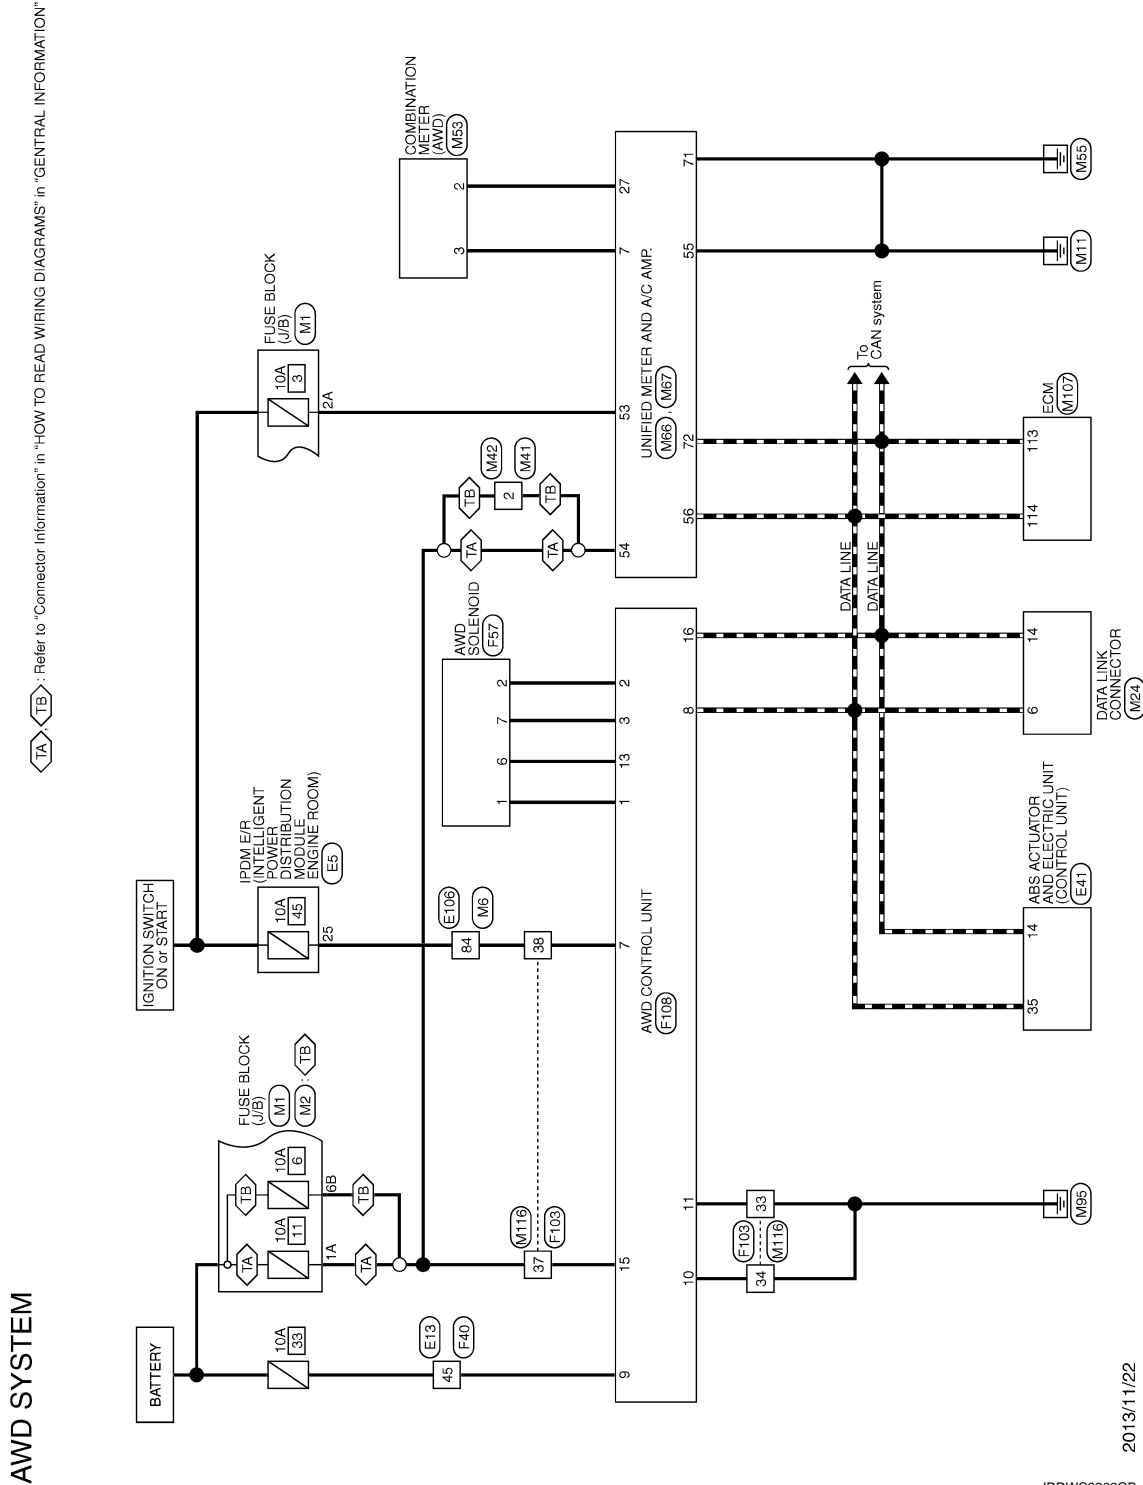 AWD SYSTEM
TA , TB : Refer to "Connector Information" in "HOW TO READ WIRING DIAGRAMS" in "GENTRAL INFORMATION"
BATTERY
IGNITION SWITCH
ON or START
10A
33
FUSE BLOCK
(J/B)
M1
M2 : TB
TA
TB
10A
11
10A
6
1A
6B
TA
TB
IPDM E/R
(INTELLIGENT
POWER
DISTRIBUTION
MODULE
ENGINE ROOM)
E5
10A
45
25
FUSE BLOCK
(J/B)
M1
10A
3
2A
COMBINATION
METER
(AWD)
M53
3
2
E13
F40
45
M116
F103
37
E106
M6
84
38
AWD
SOLENOID
F57
1
6
7
2
TA
TA
TB
TB
M42
M41
2
9
15
7
1
13
3
2
54
53
7
27
AWD CONTROL UNIT
F108
UNIFIED METER AND A/C AMP.
M66 , M67
10
11
8
16
56
72
55
71
F103
M116
34
33
DATA LINE
DATA LINE
To
CAN system
M95
35
14
ABS ACTUATOR
AND ELECTRIC UNIT
(CONTROL UNIT)
E41
6
14
DATA LINK
CONNECTOR
M24
114
113
ECM
M107
M11
M55
2013/11/22